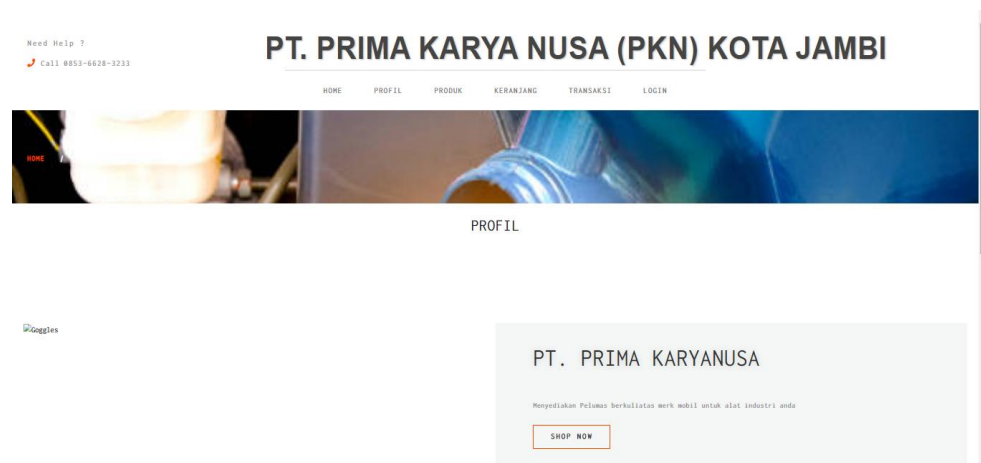 Need Help ?
Call 0853-6628-3233
PT. PRIMA KARYA NUSA (PKN) KOTA JAMBI
HOME PROFIL PRODUK KERANJANG TRANSAKSI LOGIN
HOME /
PROFIL
Goggles
PT. PRIMA KARYANUSA
Menyediakan Pelumas berkuliatas merk mobil untuk alat industri anda
SHOP NOW